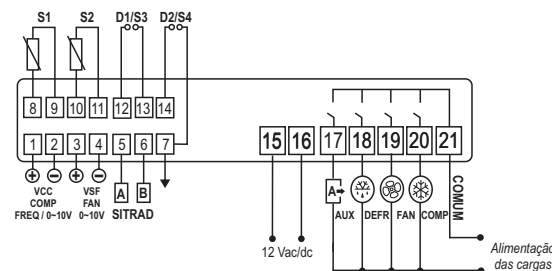 S1 S2 D1/S3 D2/S4
8 9 10 11 12 13 14
1 2 3 4 5 6 7 15 16 17 18 19 20 21
VCC
COMP
FREQ / 0~10V
VSF
FAN
0~10V
A B
SITRAD
12 Vac/dc
A
AUX DEFR FAN COMP
COMUM
Alimentação
das cargas